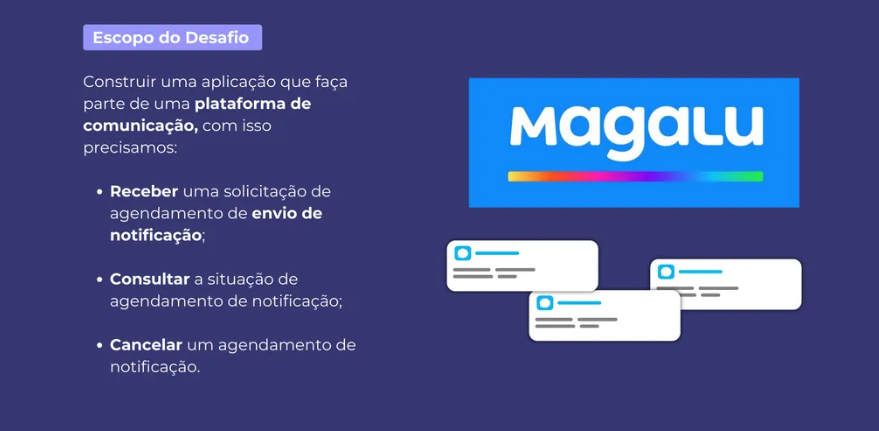 Escopo do Desafio
Construir uma aplicação que faça
parte de uma plataforma de
comunicação, com isso
precisamos:
• Receber uma solicitação de
agendamento de envio de
notificação;
• Consultar a situação de
agendamento de notificação;
• Cancelar um agendamento de
notificação.
Magalu